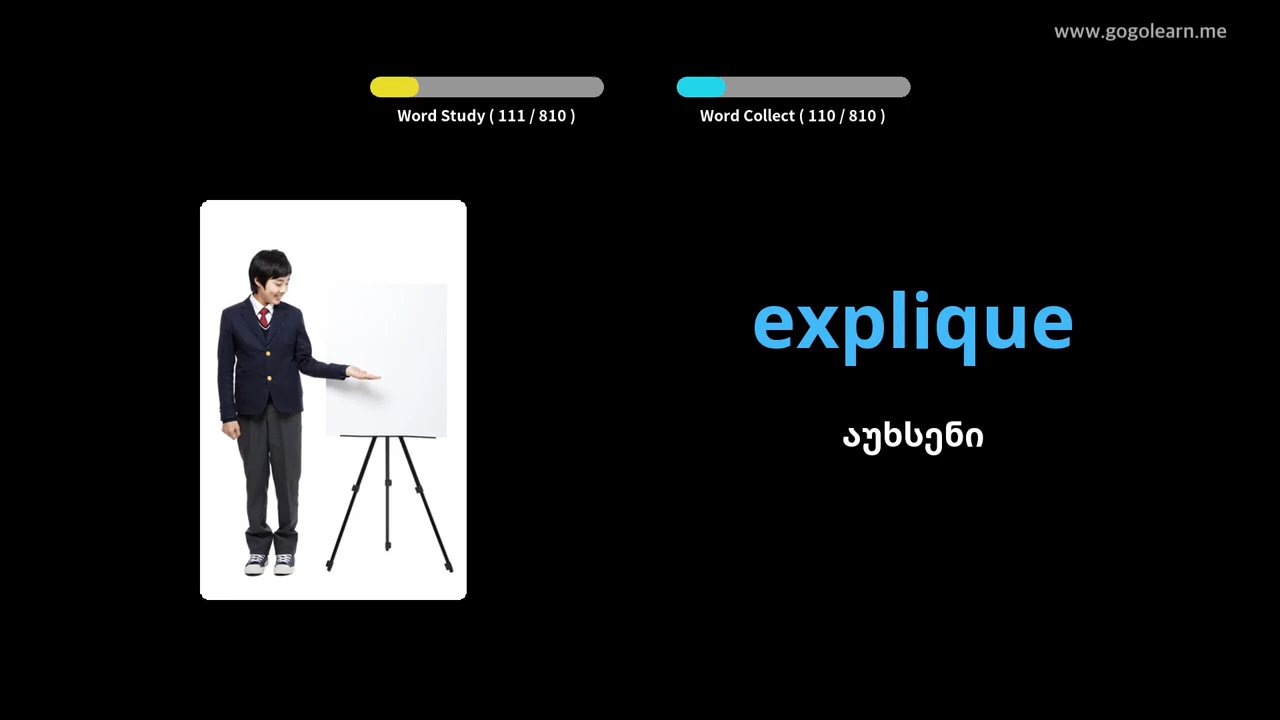 www.gogolearn.me
Word Study ( 111 / 810 )
Word Collect ( 110 / 810 )
explique
აუხსენი